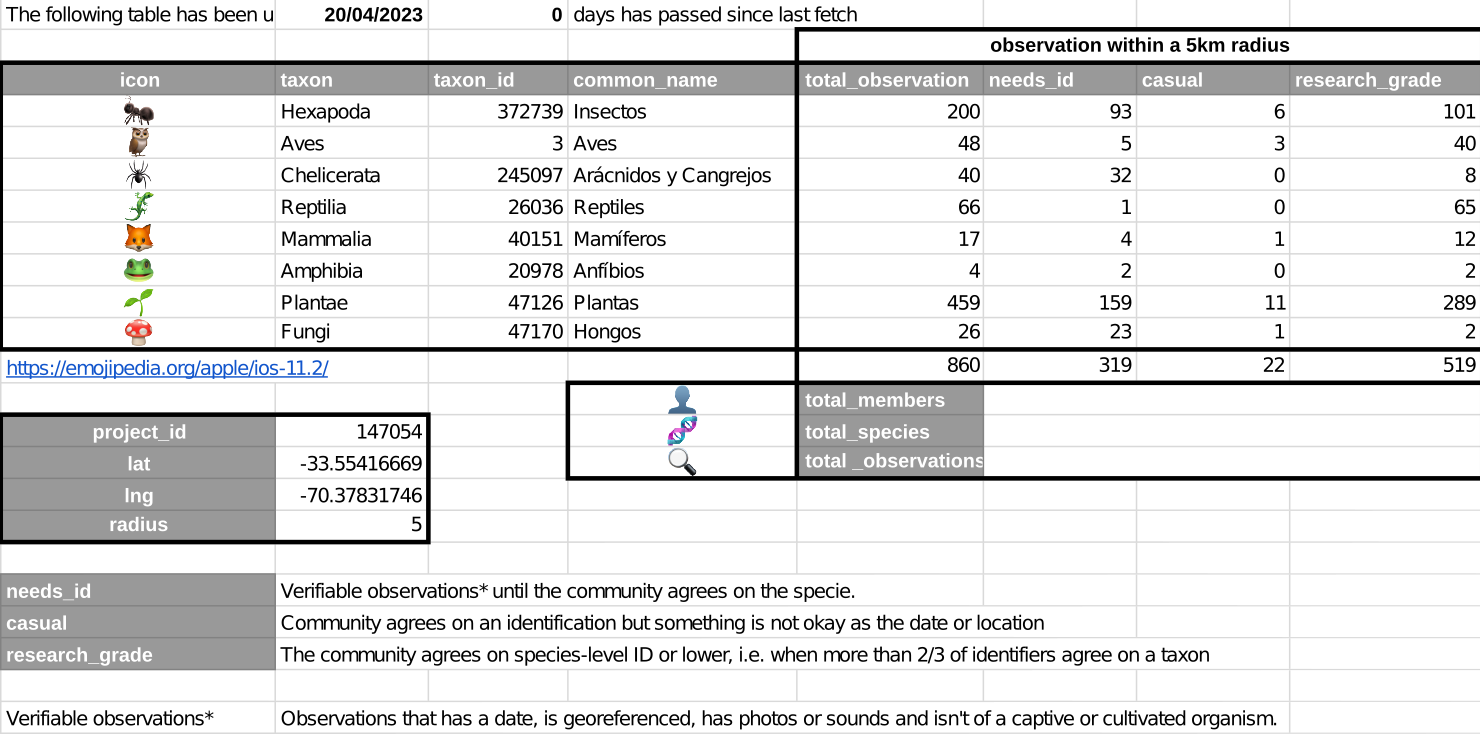 The following table has been u 20/04/2023 0 days has passed since last fetch
observation within a 5km radius
icon taxon taxon_id common_name total_observation needs_id casual research_grade
Hexapoda 372739 Insectos 200 93 6 101
Aves 3 Aves 48 5 3 40
Chelicerata 245097 Arácnidos y Cangrejos 40 32 0 8
Reptilia 26036 Reptiles 66 1 0 65
Mammalia 40151 Mamíferos 17 4 1 12
Amphibia 20978 Anfíbios 4 2 0 2
Plantae 47126 Plantas 459 159 11 289
Fungi 47170 Hongos 26 23 1 2
https://emojipedia.org/apple/ios-11.2/ 860 319 22 519
total_members
project_id 147054 total_species
lat -33.55416669 total _observations
lng -70.37831746
radius 5
needs_id Verifiable observations* until the community agrees on the specie.
casual Community agrees on an identification but something is not okay as the date or location
research_grade The community agrees on species-level ID or lower, i.e. when more than 2/3 of identifiers agree on a taxon
Verifiable observations* Observations that has a date, is georeferenced, has photos or sounds and isn't of a captive or cultivated organism.